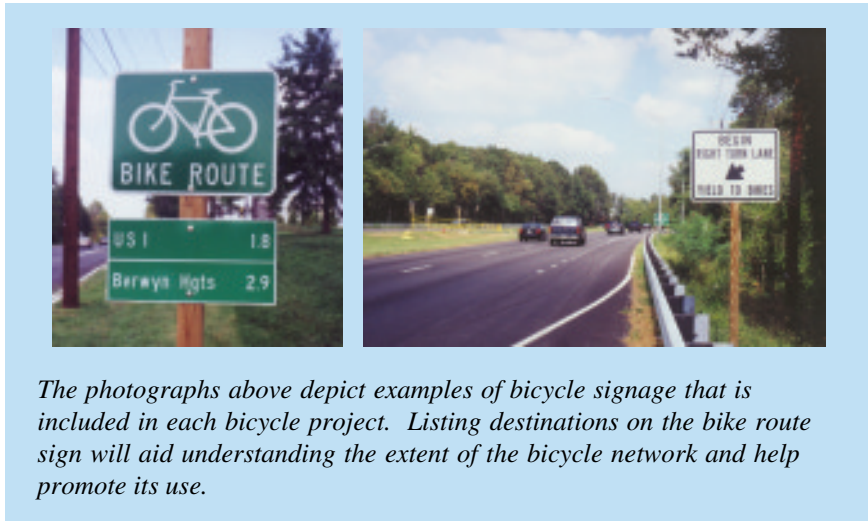 BIKE ROUTE
US 1 1.8
Berwyn Hgts 2.9
BEGIN
RIGHT TURN LANE
YIELD TO BIKES
The photographs above depict examples of bicycle signage that is
included in each bicycle project. Listing destinations on the bike route
sign will aid understanding the extent of the bicycle network and help
promote its use.